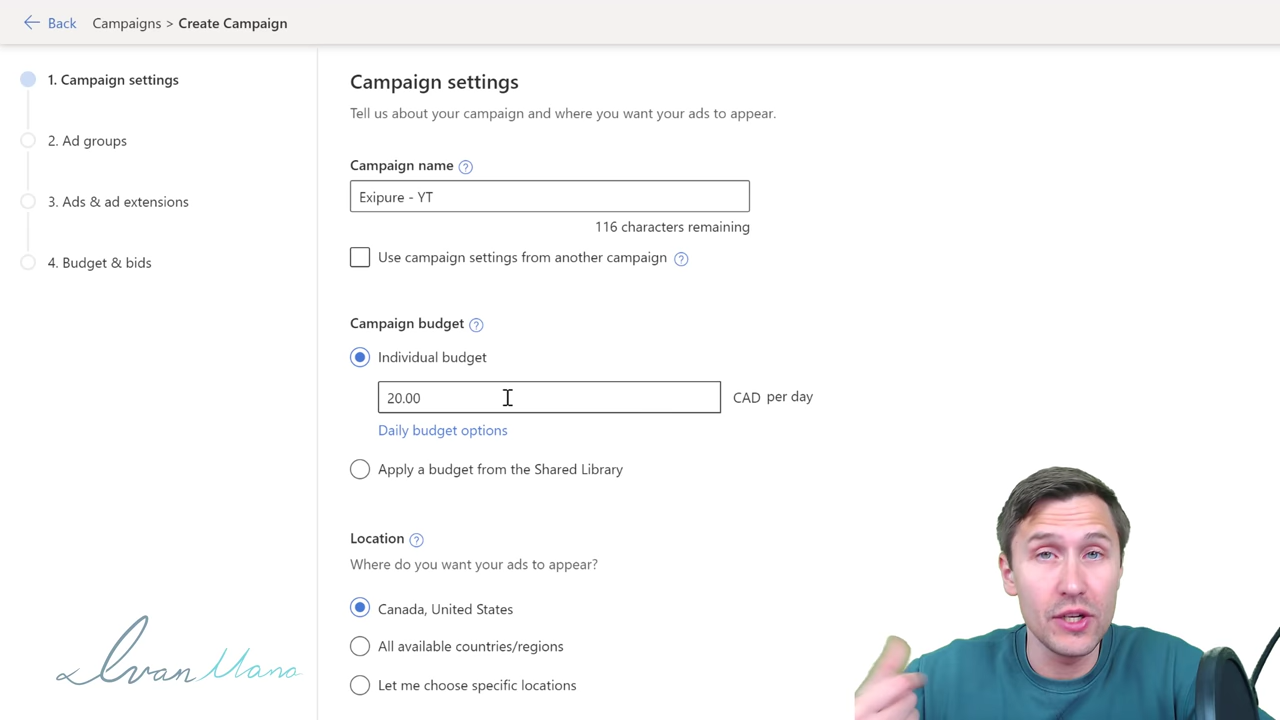 Back Campaigns > Create Campaign
1. Campaign settings
2. Ad groups
3. Ads & ad extensions
4. Budget & bids
Campaign settings
Tell us about your campaign and where you want your ads to appear.
Campaign name ?
Exipure - YT
116 characters remaining
Use campaign settings from another campaign ?
Campaign budget ?
Individual budget
20.00 CAD per day
Daily budget options
Apply a budget from the Shared Library
Location ?
Where do you want your ads to appear?
Canada, United States
All available countries/regions
Let me choose specific locations
Ivan Mana